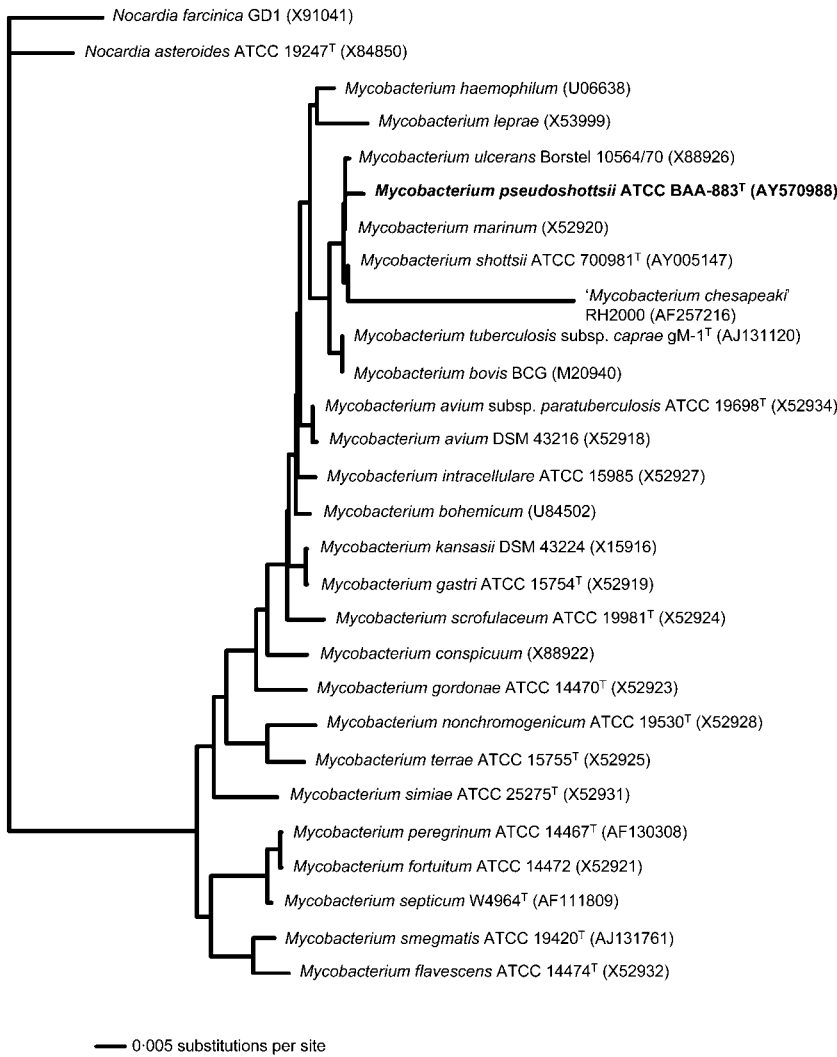 Nocardia farcinica GD1 (X91041)
Nocardia asteroides ATCC 19247ᵀ (X84850)
Mycobacterium haemophilum (U06638)
Mycobacterium leprae (X53999)
Mycobacterium ulcerans Borstel 10564/70 (X88926)
Mycobacterium pseudoshottsii ATCC BAA-883ᵀ (AY570988)
Mycobacterium marinum (X52920)
Mycobacterium shottsii ATCC 700981ᵀ (AY005147)
‘Mycobacterium chesapeaki’
RH2000 (AF257216)
Mycobacterium tuberculosis subsp. caprae gM-1ᵀ (AJ131120)
Mycobacterium bovis BCG (M20940)
Mycobacterium avium subsp. paratuberculosis ATCC 19698ᵀ (X52934)
Mycobacterium avium DSM 43216 (X52918)
Mycobacterium intracellulare ATCC 15985 (X52927)
Mycobacterium bohemicum (U84502)
Mycobacterium kansasii DSM 43224 (X15916)
Mycobacterium gastri ATCC 15754ᵀ (X52919)
Mycobacterium scrofulaceum ATCC 19981ᵀ (X52924)
Mycobacterium conspicuum (X88922)
Mycobacterium gordonae ATCC 14470ᵀ (X52923)
Mycobacterium nonchromogenicum ATCC 19530ᵀ (X52928)
Mycobacterium terrae ATCC 15755ᵀ (X52925)
Mycobacterium simiae ATCC 25275ᵀ (X52931)
Mycobacterium peregrinum ATCC 14467ᵀ (AF130308)
Mycobacterium fortuitum ATCC 14472 (X52921)
Mycobacterium septicum W4964ᵀ (AF111809)
Mycobacterium smegmatis ATCC 19420ᵀ (AJ131761)
Mycobacterium flavescens ATCC 14474ᵀ (X52932)
0·005 substitutions per site